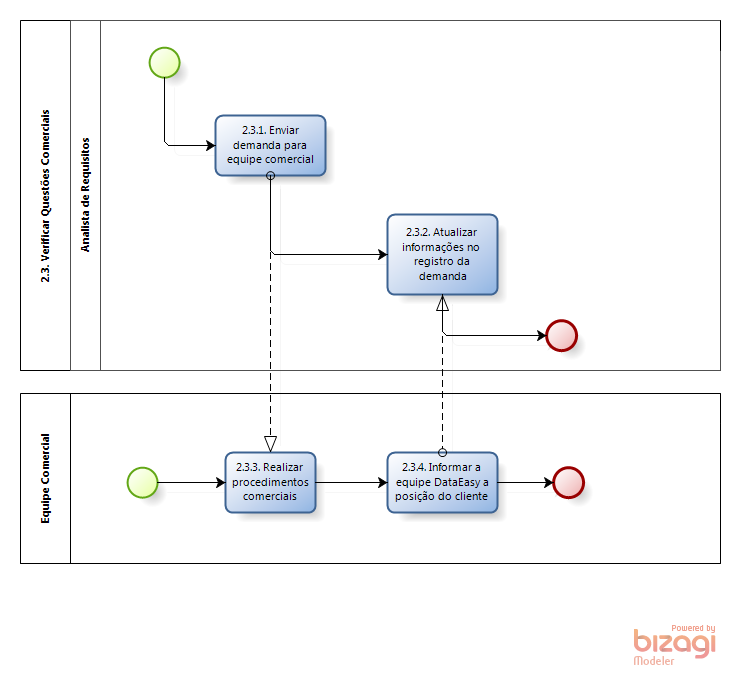 2.3. Verificar Questões Comerciais
Analista de Requisitos
2.3.1. Enviar
demanda para
equipe comercial
2.3.2. Atualizar
informações no
registro da
demanda
Equipe Comercial
2.3.3. Realizar
procedimentos
comerciais
2.3.4. Informar a
equipe DataEasy a
posição do cliente
Powered by
bizagi
Modeler